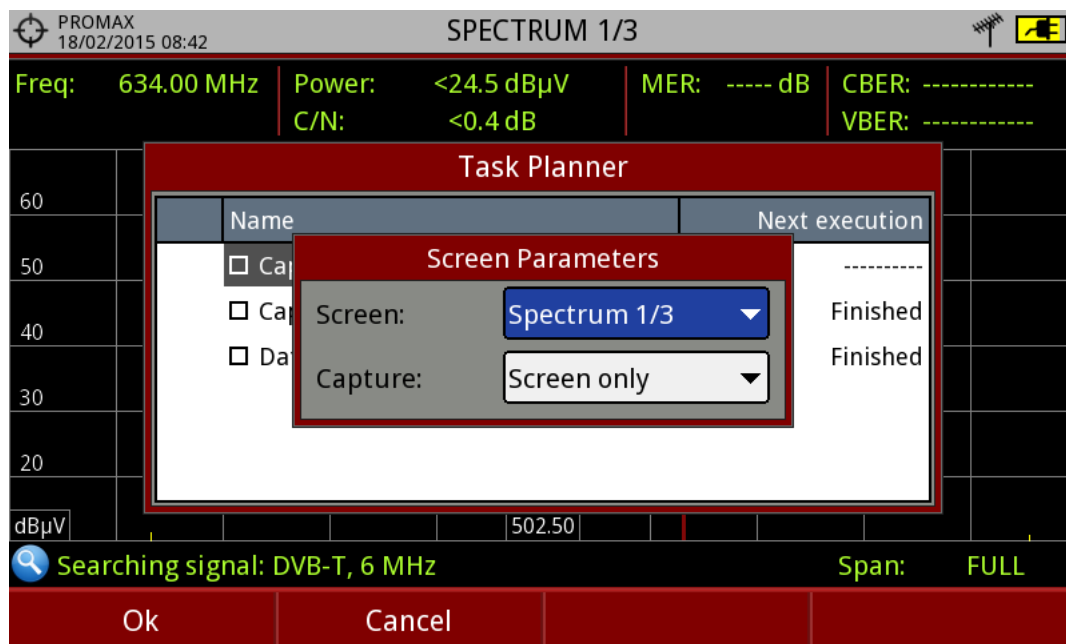 PROMAX
18/02/2015 08:42
SPECTRUM 1/3
Freq: 634.00 MHz
Power: <24.5 dBµV
MER: ----- dB
CBER: ------------
C/N: <0.4 dB
VBER: ------------
Task Planner
Name
Next execution
Screen Parameters
Ca
----------
Screen: Spectrum 1/3
Ca
Finished
Da
Finished
Capture: Screen only
60
50
40
30
20
dBµV
502.50
Searching signal: DVB-T, 6 MHz
Span: FULL
Ok
Cancel